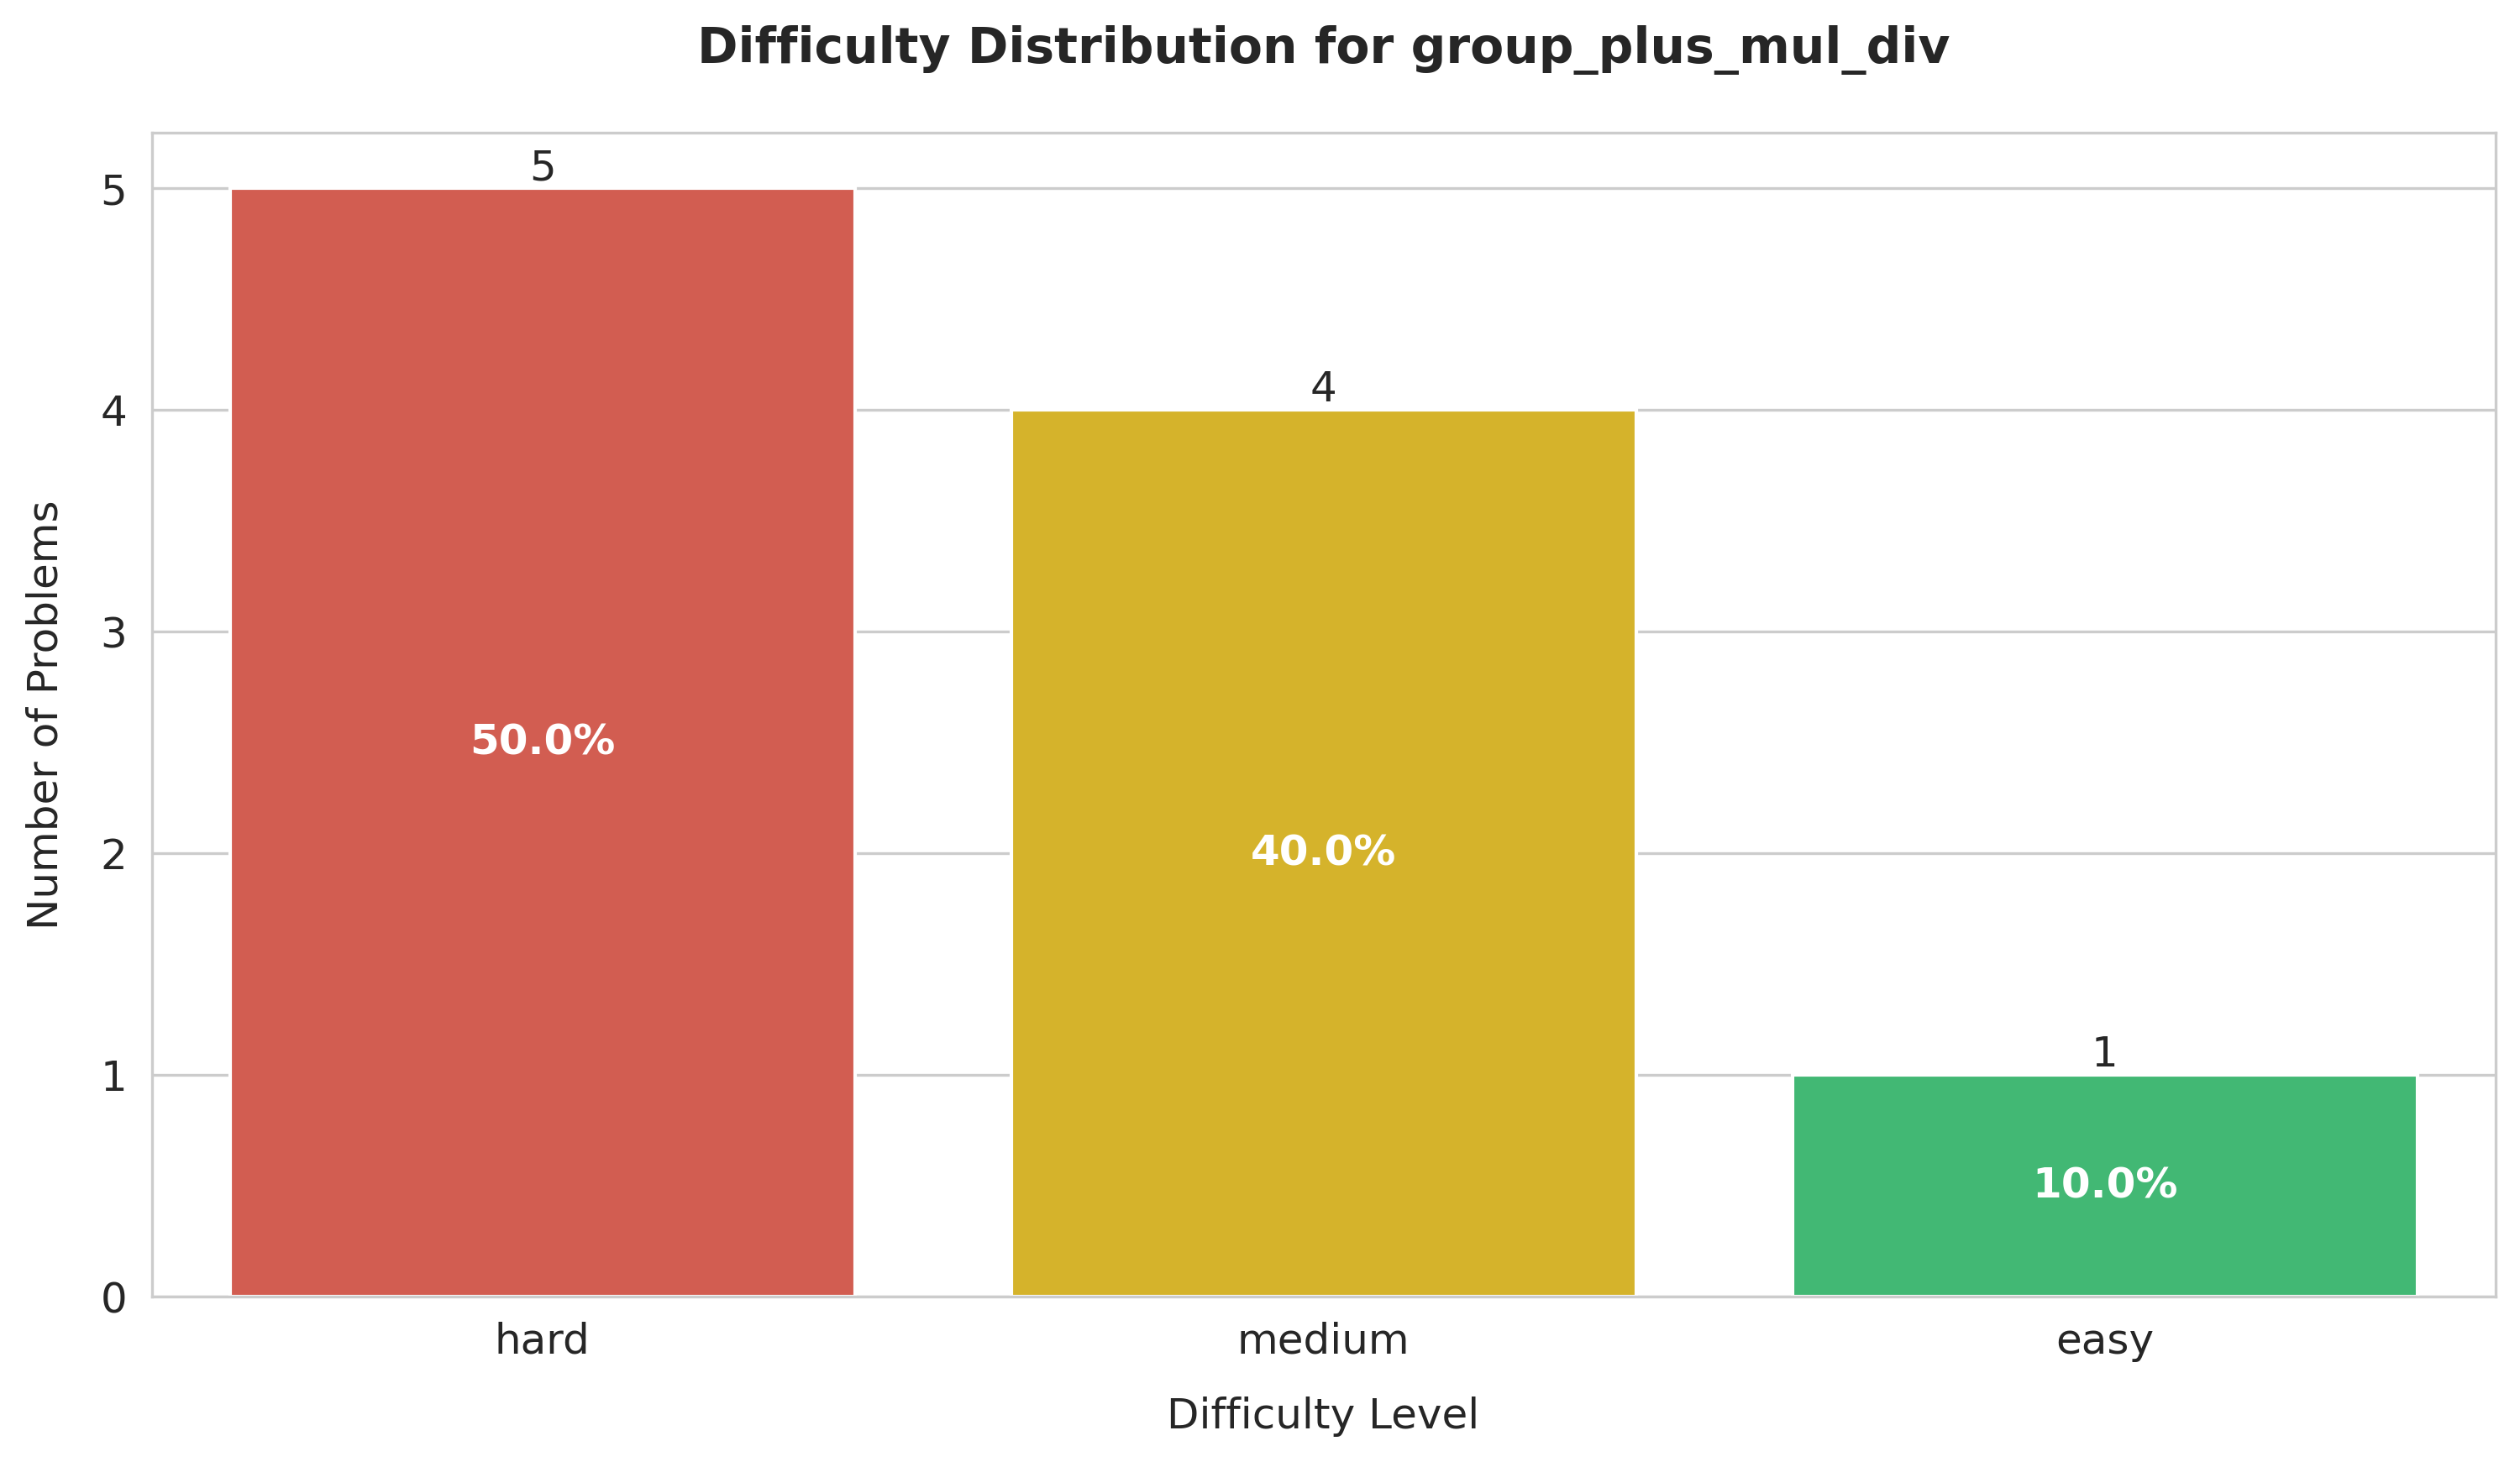 Difficulty Distribution for group_plus_mul_div
Number of Problems
5
4
3
2
1
0
5
50.0%
4
40.0%
1
10.0%
hard
medium
easy
Difficulty Level